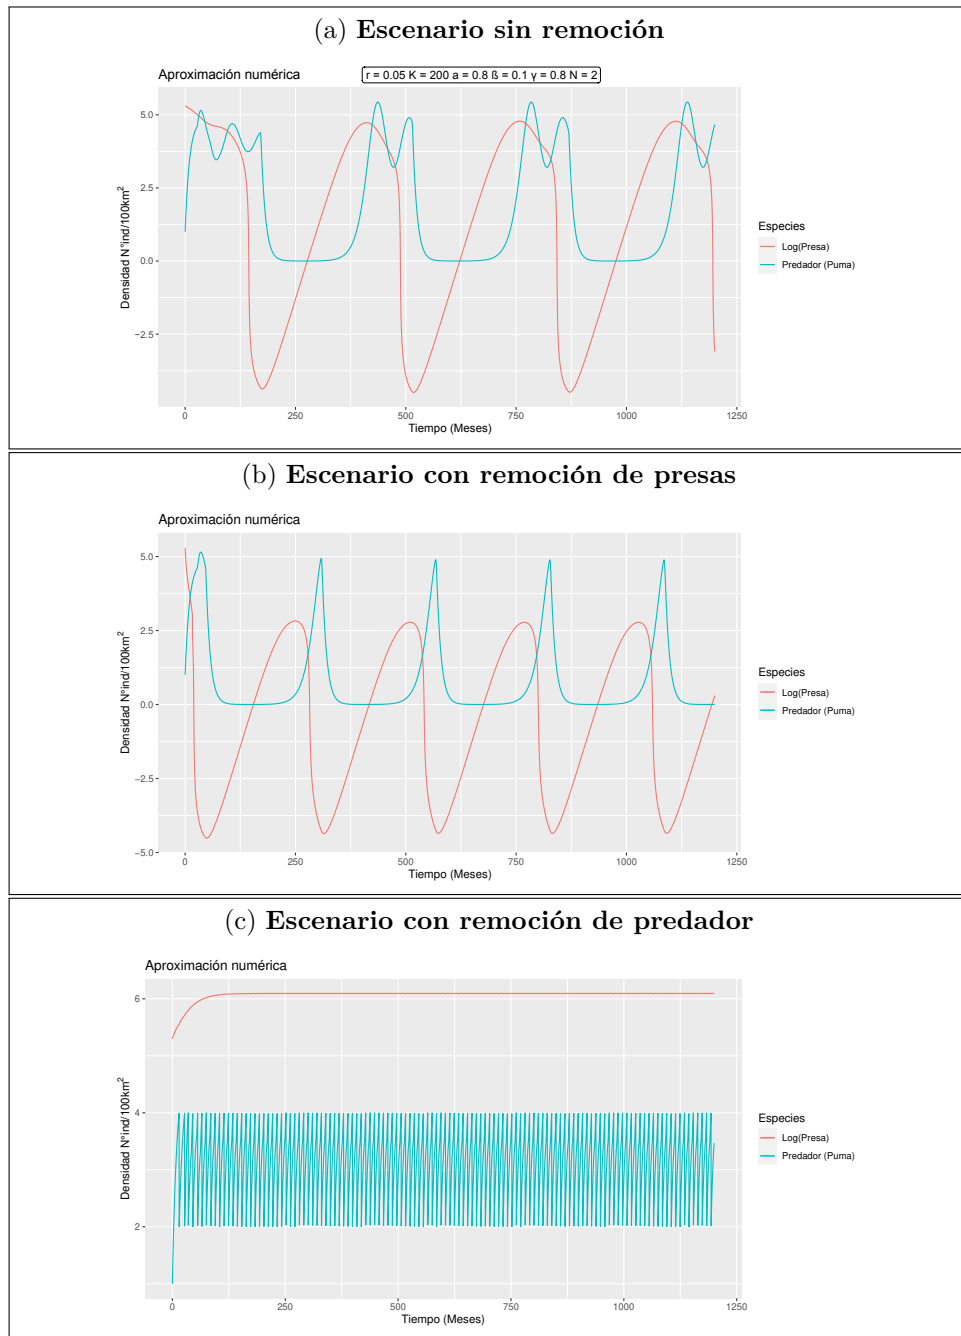 (a) Escenario sin remoción
Aproximación numérica
r = 0.05 K = 200 a = 0.8 ß = 0.1 γ = 0.8 N = 2
5.0
2.5
0.0
−2.5
Densidad N°ind/100km²
0
250
500
750
1000
1250
Tiempo (Meses)
Especies
Log(Presa)
Predador (Puma)
(b) Escenario con remoción de presas
Aproximación numérica
5.0
2.5
0.0
−2.5
−5.0
Densidad N°ind/100km²
0
250
500
750
1000
1250
Tiempo (Meses)
Especies
Log(Presa)
Predador (Puma)
(c) Escenario con remoción de predador
Aproximación numérica
6
4
2
Densidad N°ind/100km²
0
250
500
750
1000
1250
Tiempo (Meses)
Especies
Log(Presa)
Predador (Puma)